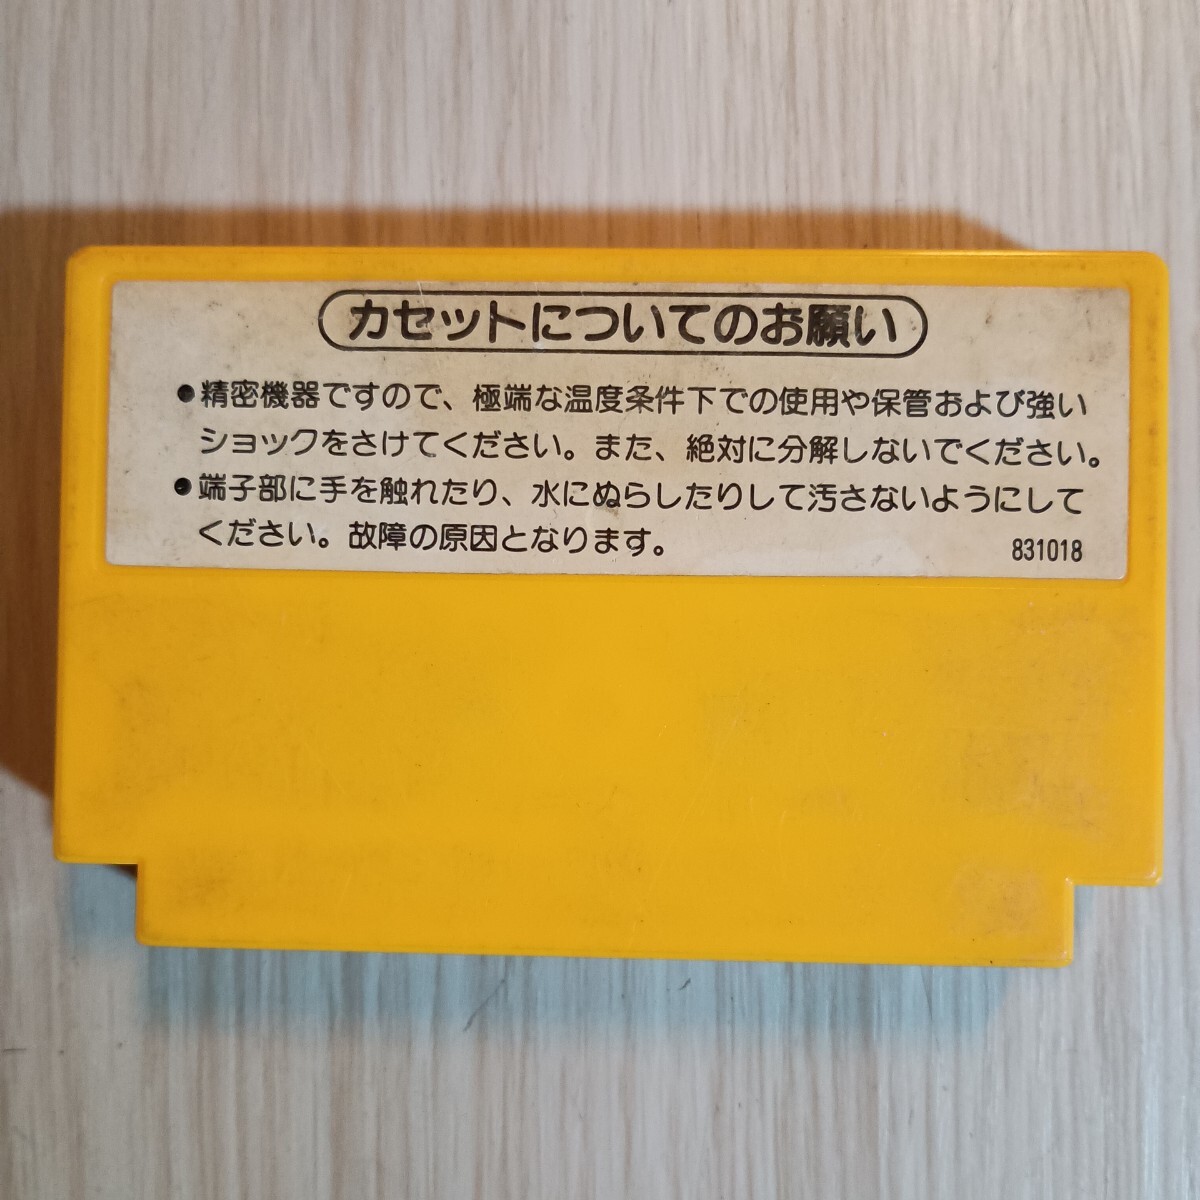 カセットについてのお願い
●精密機器ですので、極端な温度条件下での使用や保管および強い
ショックをさけてください。また、絶対に分解しないでください。
●端子部に手を触れたり、水にぬらしたりして汚さないようにして
ください。故障の原因となります。
831018